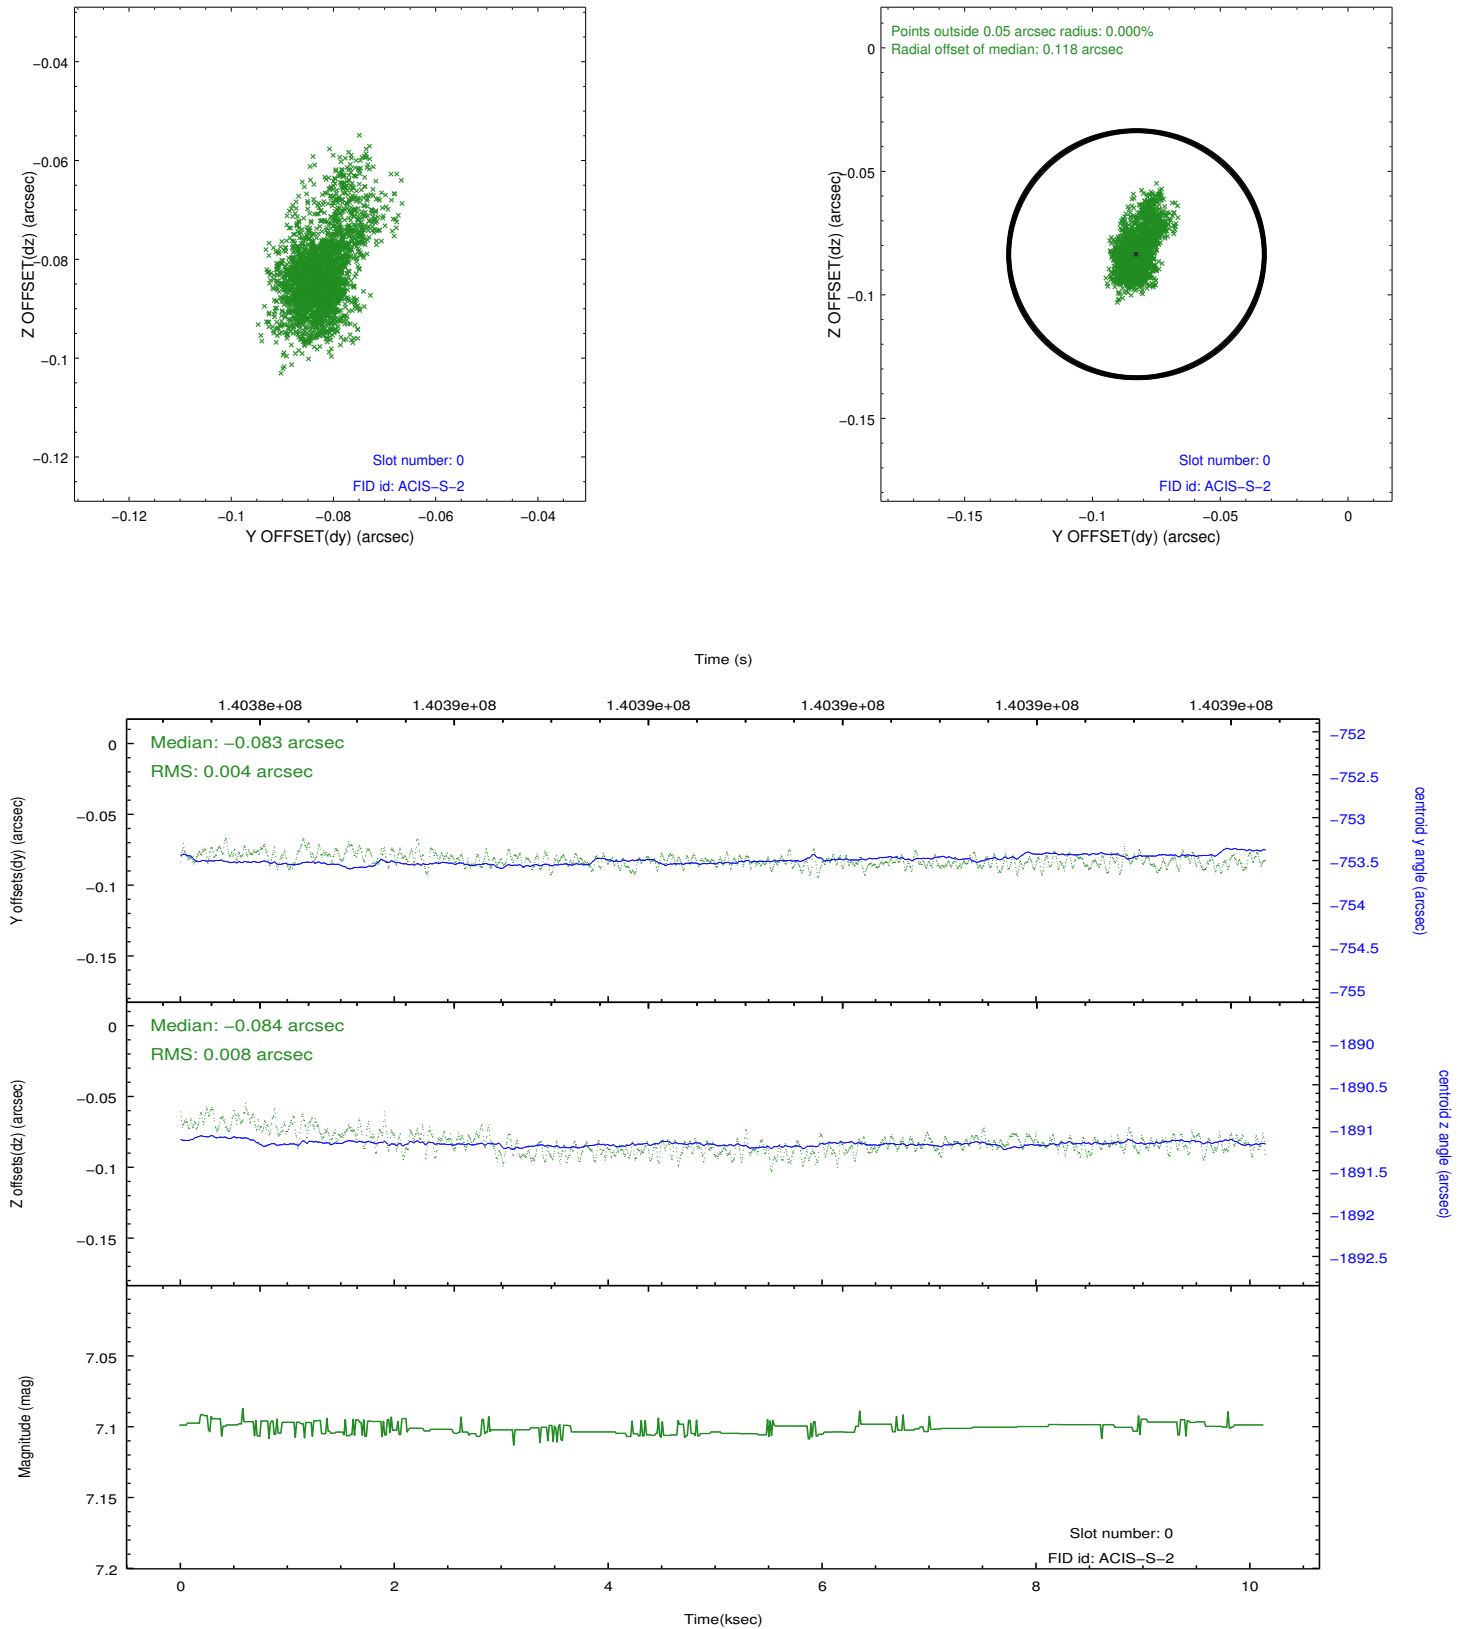 −0.04
−0.06
−0.08
−0.1
−0.12
Z OFFSET(dz) (arcsec)
Slot number: 0
FID id: ACIS−S−2
−0.12 −0.1 −0.08 −0.06 −0.04
Y OFFSET(dy) (arcsec)
Points outside 0.05 arcsec radius: 0.000%
Radial offset of median: 0.118 arcsec
0
−0.05
−0.1
−0.15
Z OFFSET(dz) (arcsec)
Slot number: 0
FID id: ACIS−S−2
−0.15 −0.1 −0.05 0
Y OFFSET(dy) (arcsec)
Time (s)
1.4038e+08 1.4039e+08 1.4039e+08 1.4039e+08 1.4039e+08 1.4039e+08
Median: −0.083 arcsec
RMS: 0.004 arcsec
0
−0.05
−0.1
−0.15
Y offsets(dy) (arcsec)
−752
−752.5
−753
−753.5
−754
−754.5
−755
centroid y angle (arcsec)
Median: −0.084 arcsec
RMS: 0.008 arcsec
0
−0.05
−0.1
−0.15
Z offsets(dz) (arcsec)
−1890
−1890.5
−1891
−1891.5
−1892
−1892.5
centroid z angle (arcsec)
7.05
7.1
7.15
7.2
Magnitude (mag)
Slot number: 0
FID id: ACIS−S−2
0 2 4 6 8 10
Time(ksec)